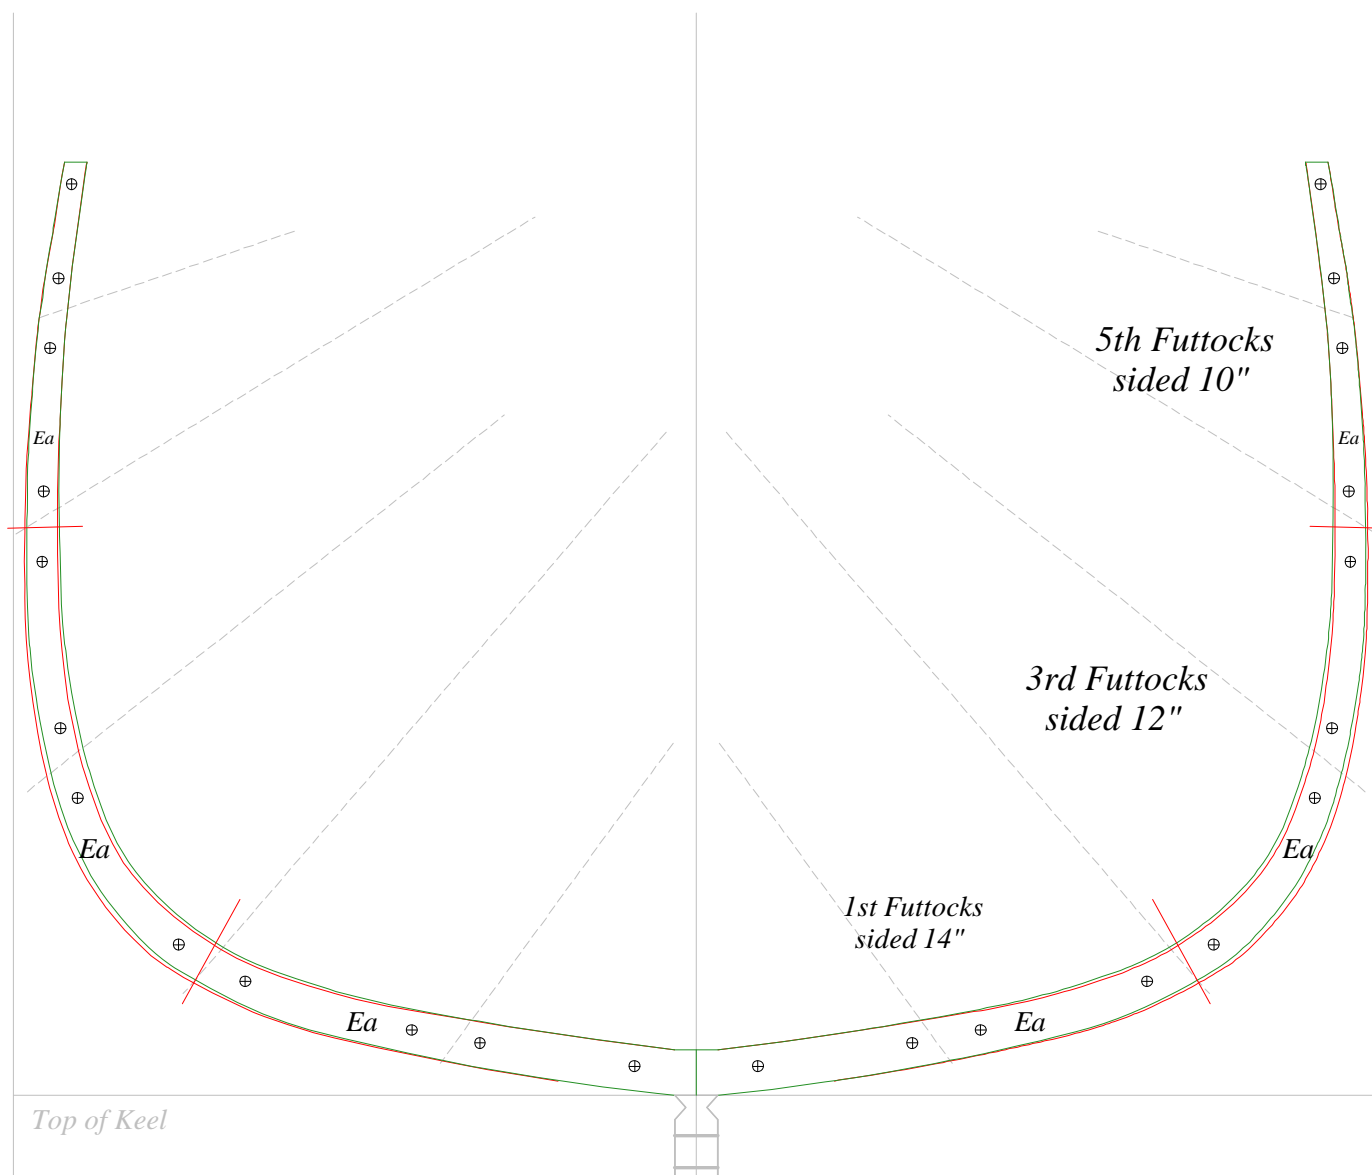 5th Futtocks
sided 10"
Ea
Ea
3rd Futtocks
sided 12"
Ea
Ea
1st Futtocks
sided 14"
Ea
Ea
Top of Keel